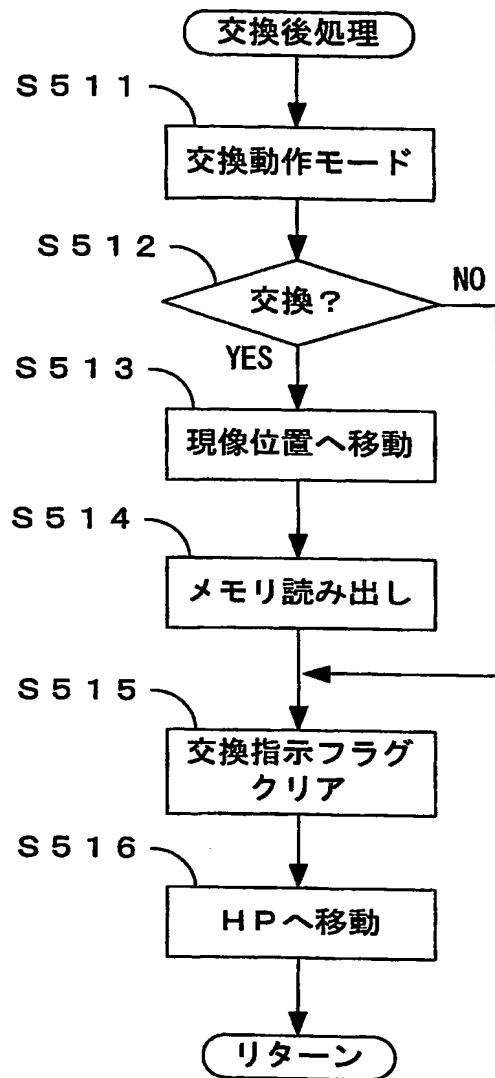 交換後処理
Ｓ５１１
交換動作モード
Ｓ５１２
交換？
NO
YES
Ｓ５１３
現像位置へ移動
Ｓ５１４
メモリ読み出し
Ｓ５１５
交換指示フラグ
クリア
Ｓ５１６
ＨＰへ移動
リターン